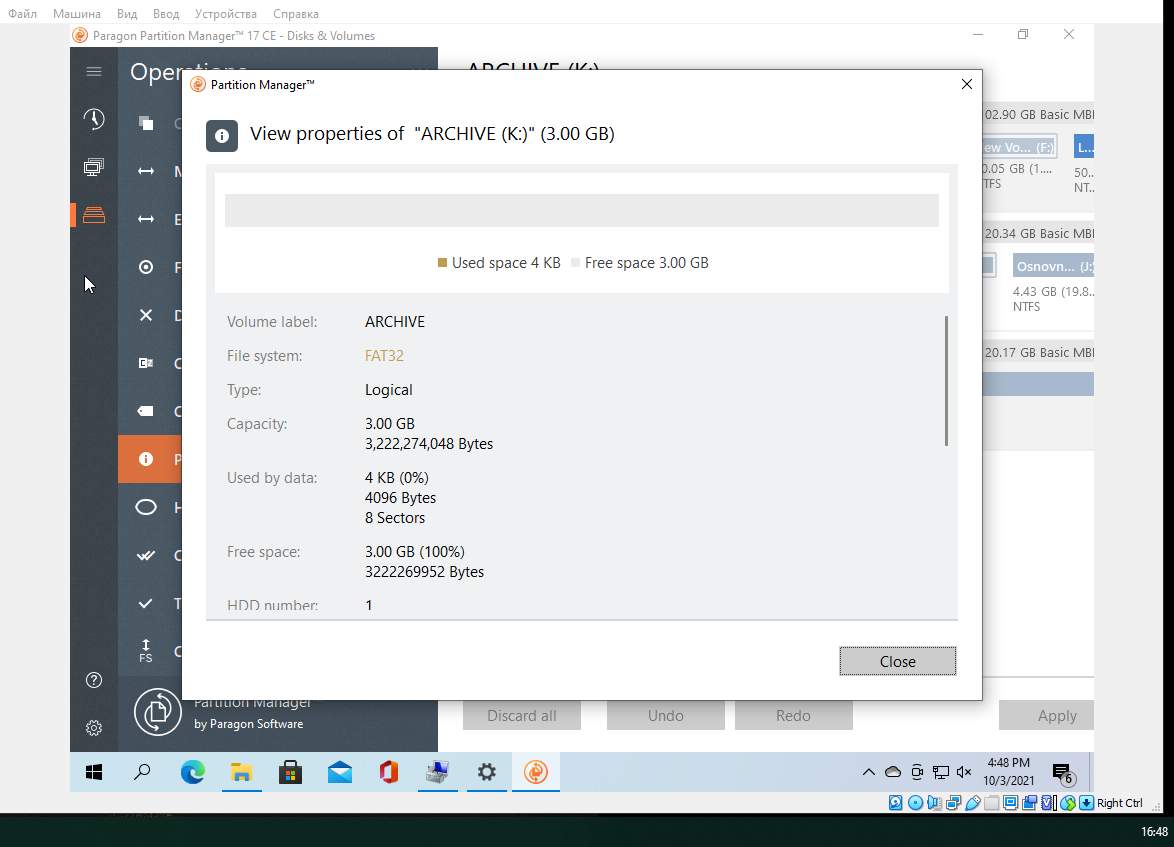 Файл Машина Вид Ввод Устройства Справка
Paragon Partition Manager™ 17 CE - Disks & Volumes
Operations
Partition Manager™
View properties of "ARCHIVE (K:)" (3.00 GB)
Used space 4 KB Free space 3.00 GB
Volume label: ARCHIVE
File system: FAT32
Type: Logical
Capacity: 3.00 GB
3,222,274,048 Bytes
Used by data: 4 KB (0%)
4096 Bytes
8 Sectors
Free space: 3.00 GB (100%)
3222269952 Bytes
HDD number: 1
Close
ARCHIVE (K:)
02.90 GB Basic MB
ew Vo... (F:) L...
0.05 GB (1.... 50..
TFS NT..
20.34 GB Basic MB
Osnovn... (J:)
4.43 GB (19.8..
NTFS
20.17 GB Basic MB
FS
Partition Manager
by Paragon Software
Discard all Undo Redo Apply
4:48 PM
10/3/2021
6
Right Ctrl
16:48